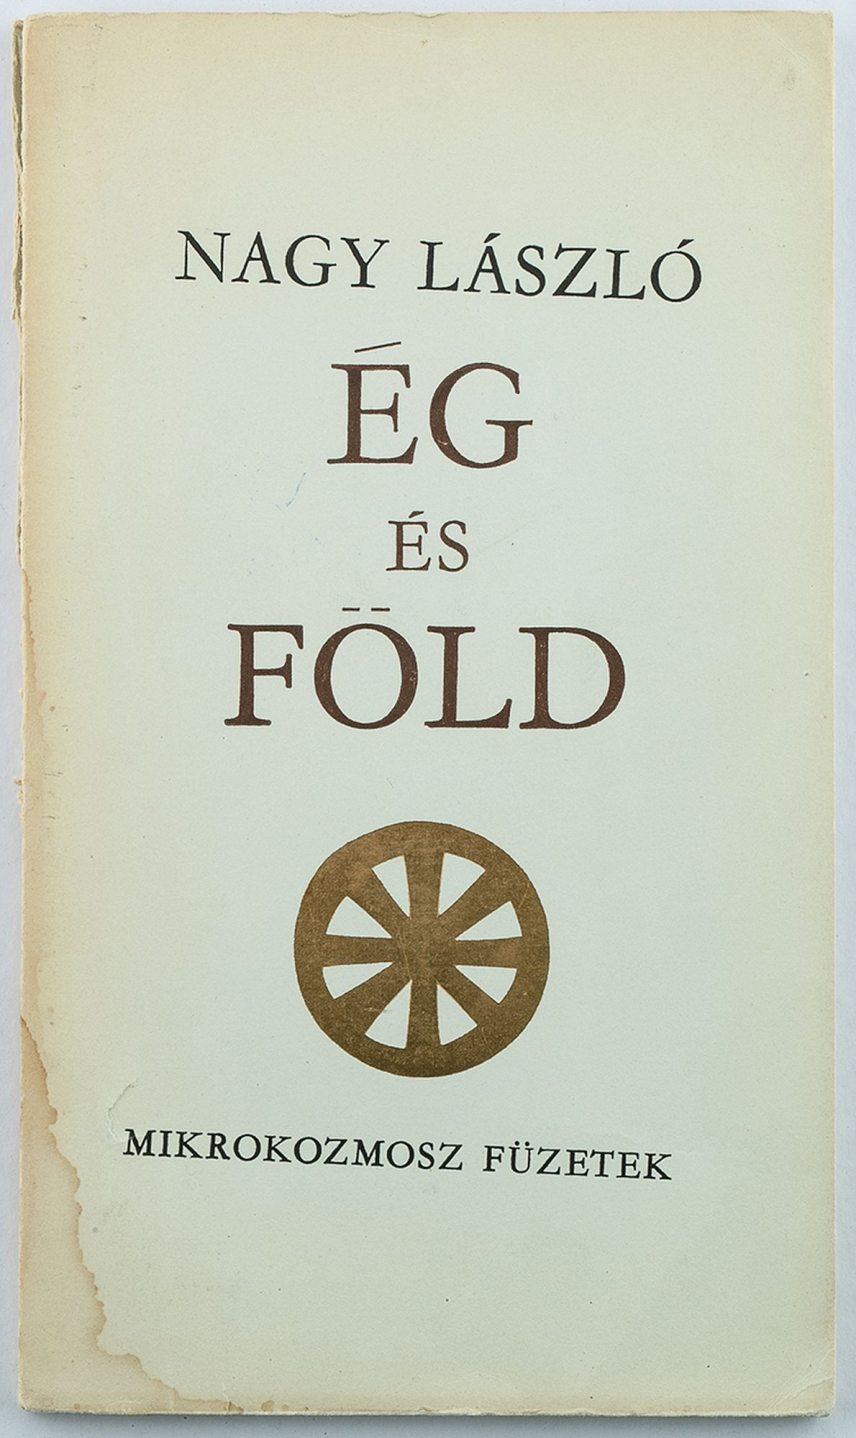 NAGY LÁSZLÓ
ÉG
ÉS
FÖLD
MIKROKOZMOSZ FÜZETEK